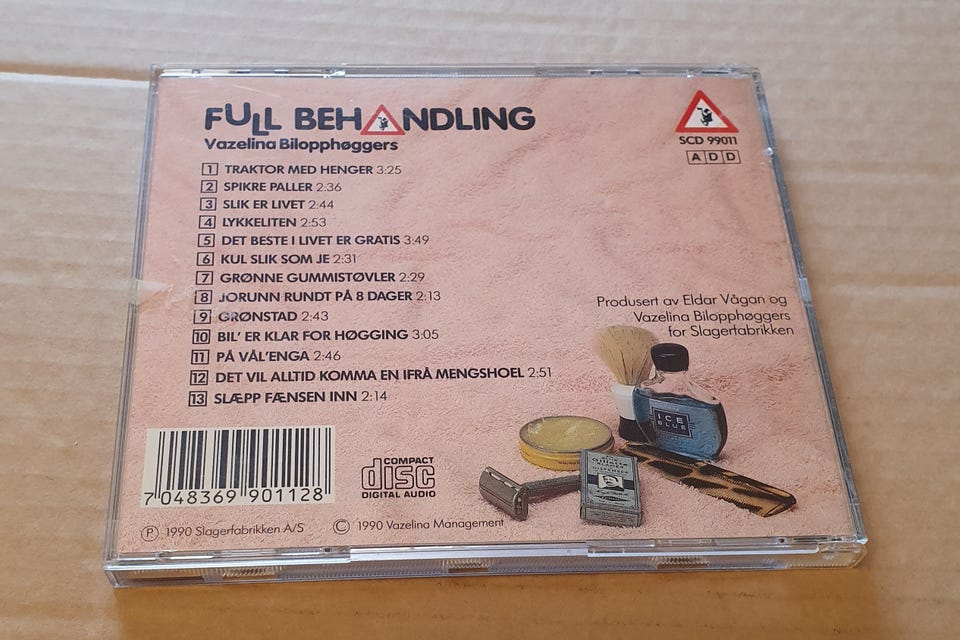 FULL BEHANDLING
Vazelina Bilopphøggers
1 TRAKTOR MED HENGER 3:25
2 SPIKRE PALLER 2:36
3 SLIK ER LIVET 2:44
4 LYKKELITEN 2:53
5 DET BESTE I LIVET ER GRATIS 3:49
6 KUL SLIK SOM JE 2:31
7 GRØNNE GUMMISTØVLER 2:29
8 JORUNN RUNDT PÅ 8 DAGER 2:13
9 GRØNSTAD 2:43
10 BIL' ER KLAR FOR HØGGING 3:05
11 PÅ VÅL'ENGA 2:46
12 DET VIL ALLTID KOMMA EN IFRÅ MENGSHOEL 2:51
13 SLÆPP FÆNSEN INN 2:14
SCD 99011
ADD
Produsert av Eldar Vågan og
Vazelina Bilopphøggers
for Slagerfabrikken
ICE
BLUE
Gillette
7 048369 901128
COMPACT
disc
DIGITAL AUDIO
Ⓟ 1990 Slagerfabrikken A/S © 1990 Vazelina Management